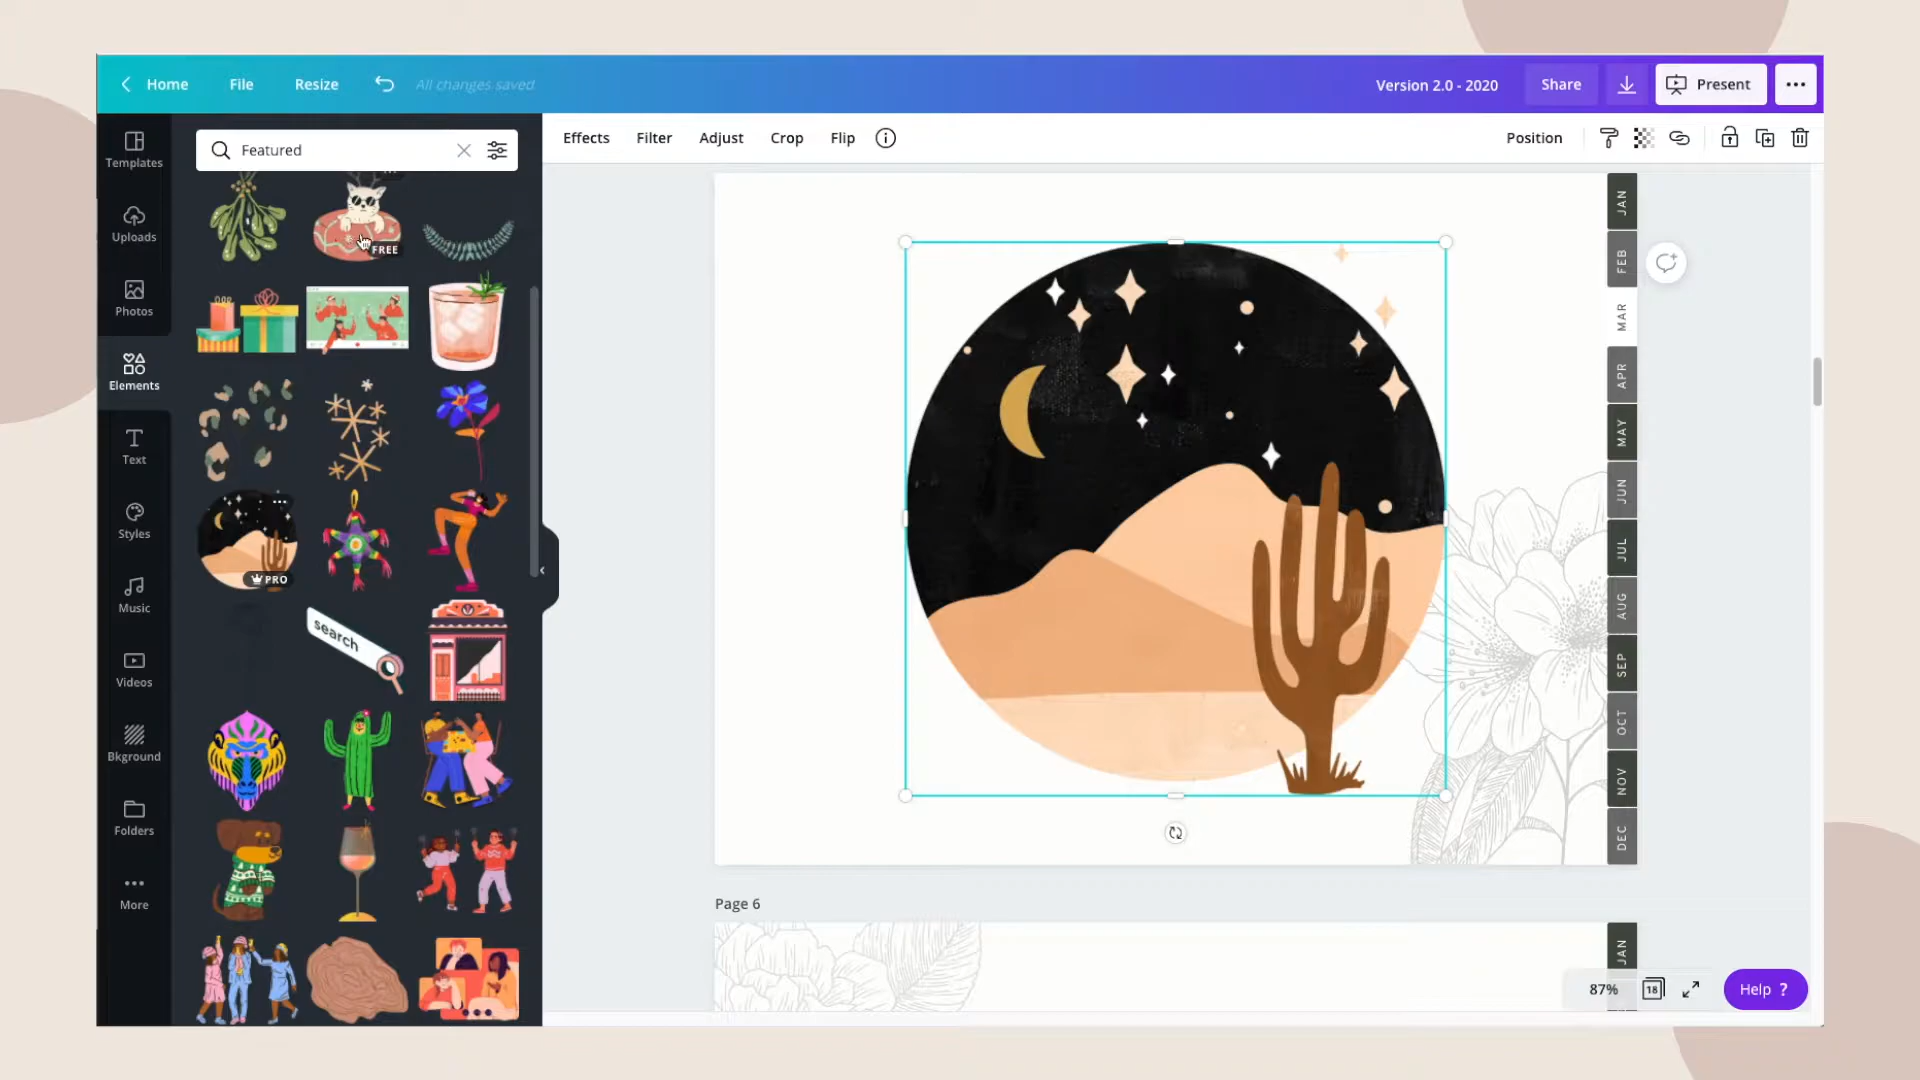 Home File Resize All changes saved Version 2.0 - 2020 Share Present
Templates
Uploads
Photos
Elements
Text
Styles
Music
Videos
Bkground
Folders
More
Featured
FREE
PRO
search
Effects Filter Adjust Crop Flip Position
JAN
FEB
MAR
APR
MAY
JUN
JUL
AUG
SEP
OCT
NOV
DEC
Page 6
JAN
87% 18 Help ?